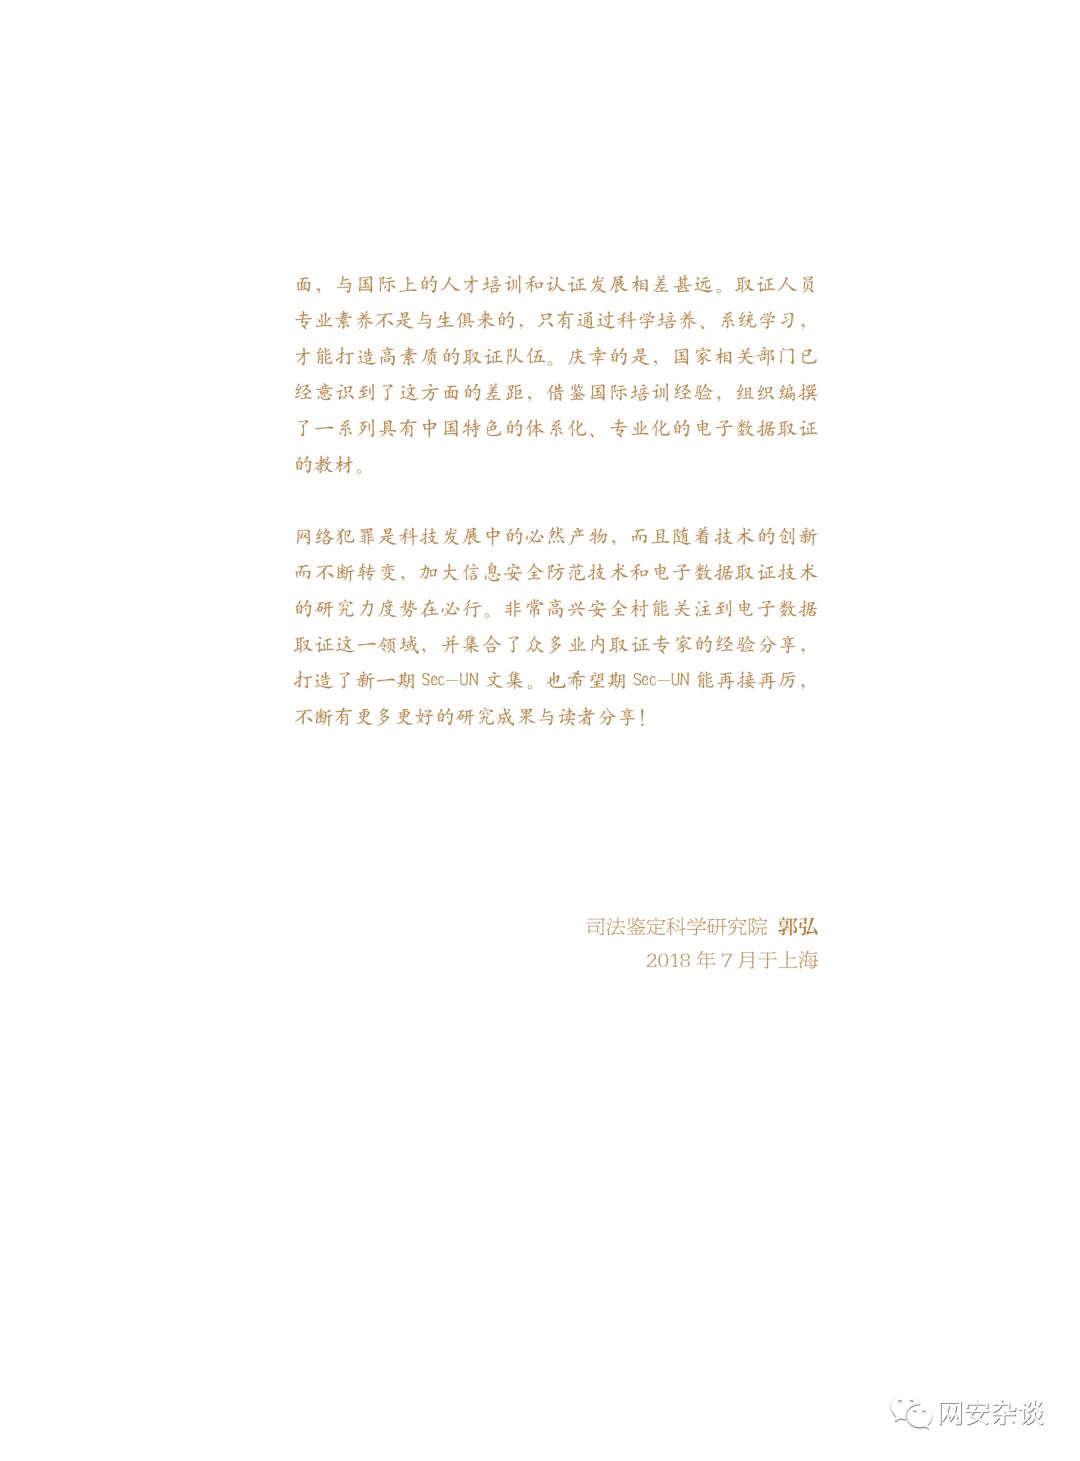 面，与国际上的人才培训和认证发展相差甚远。取证人员
专业素养不是与生俱来的，只有通过科学培养、系统学习，
才能打造高素质的取证队伍。庆幸的是，国家相关部门已
经意识到了这方面的差距，借鉴国际培训经验，组织编撰
了一系列具有中国特色的体系化、专业化的电子数据取证
的教材。
网络犯罪是科技发展中的必然产物，而且随着技术的创新
而不断转变，加大信息安全防范技术和电子数据取证技术
的研究力度势在必行。非常高兴安全村能关注到电子数据
取证这一领域，并集合了众多业内取证专家的经验分享，
打造了新一期 Sec—UN 文集。也希望期 Sec—UN 能再接再厉，
不断有更多更好的研究成果与读者分享！
司法鉴定科学研究院 郭弘
2018 年 7 月于上海
网安杂谈